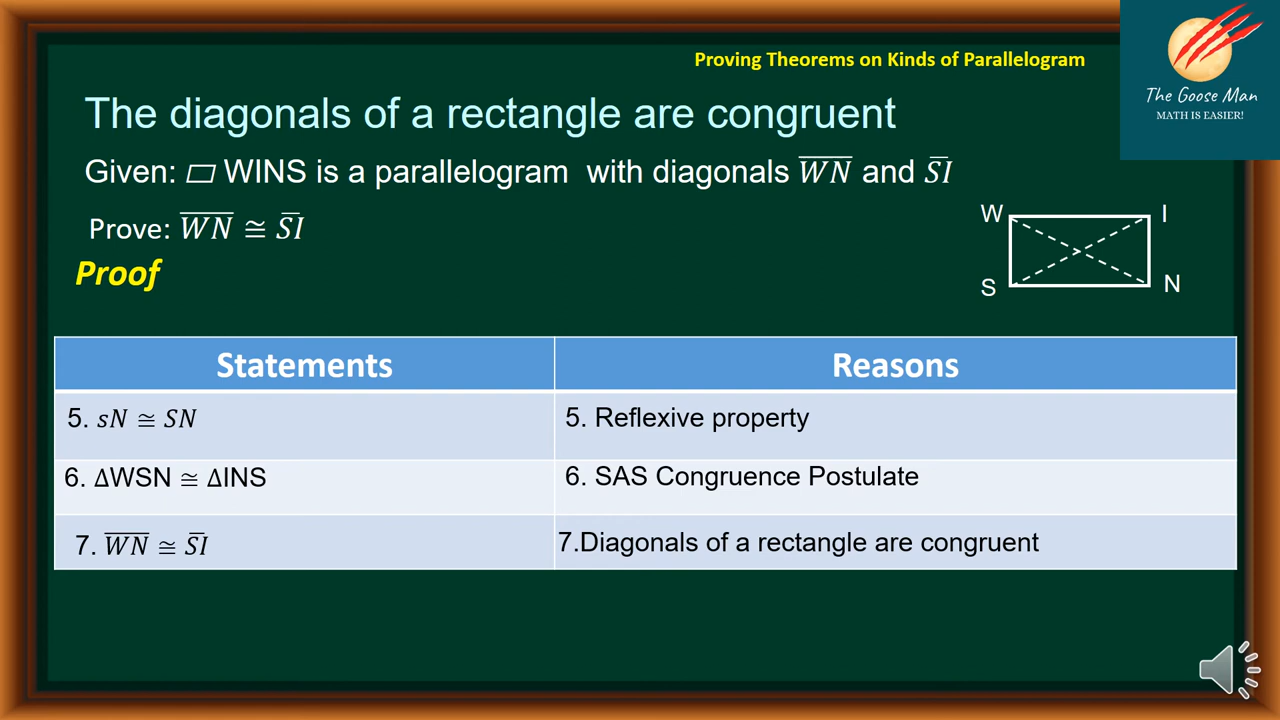 Proving Theorems on Kinds of Parallelogram
The Goose Man
MATH IS EASIER!
The diagonals of a rectangle are congruent
Given: ▱ WINS is a parallelogram with diagonals W̅N̅ and S̅I̅
Prove: W̅N̅ ≅ S̅I̅
Proof
W I
S N
Statements Reasons
5. sN ≅ SN 5. Reflexive property
6. ΔWSN ≅ ΔINS 6. SAS Congruence Postulate
7. W̅N̅ ≅ S̅I̅ 7.Diagonals of a rectangle are congruent